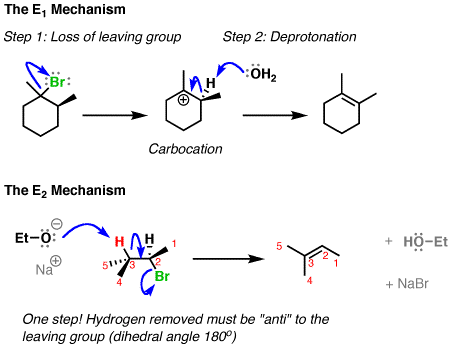 The E1 Mechanism
Step 1: Loss of leaving group
Step 2: Deprotonation
Br
H
OH2
Carbocation
The E2 Mechanism
Et–O
Na
H
H
1
2
3
5
4
Br
5
3
2
1
4
+ HO–Et
+ NaBr
One step! Hydrogen removed must be "anti" to the
leaving group (dihedral angle 180º)